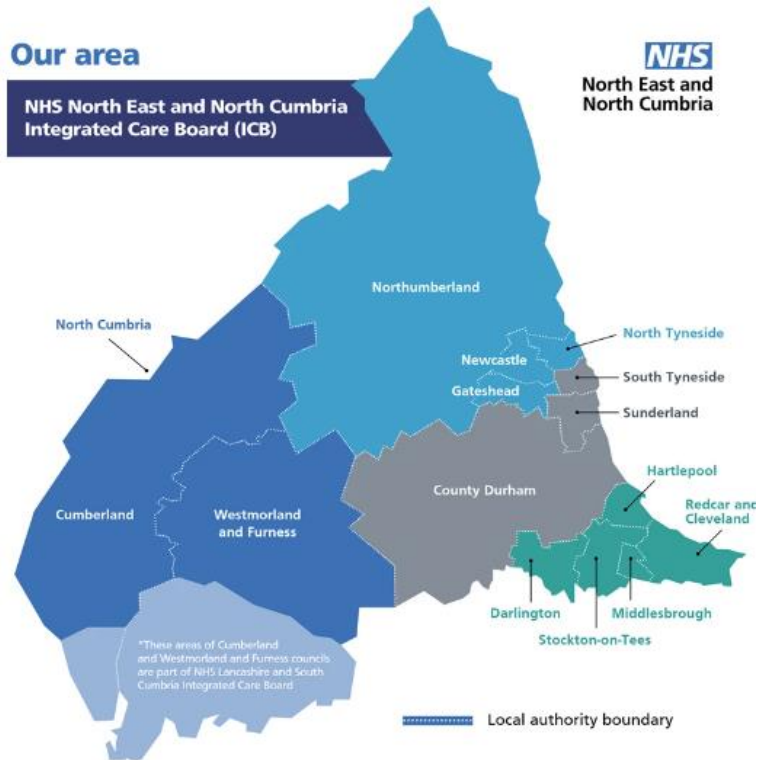 Our area
NHS
North East and
North Cumbria
NHS North East and North Cumbria
Integrated Care Board (ICB)
Northumberland
North Cumbria
North Tyneside
Newcastle
South Tyneside
Gateshead
Sunderland
Hartlepool
County Durham
Redcar and
Cleveland
Cumberland
Westmorland
and Furness
Darlington
Middlesbrough
Stockton-on-Tees
*These areas of Cumberland
and Westmorland and Furness councils
are part of NHS Lancashire and South
Cumbria Integrated Care Board
Local authority boundary